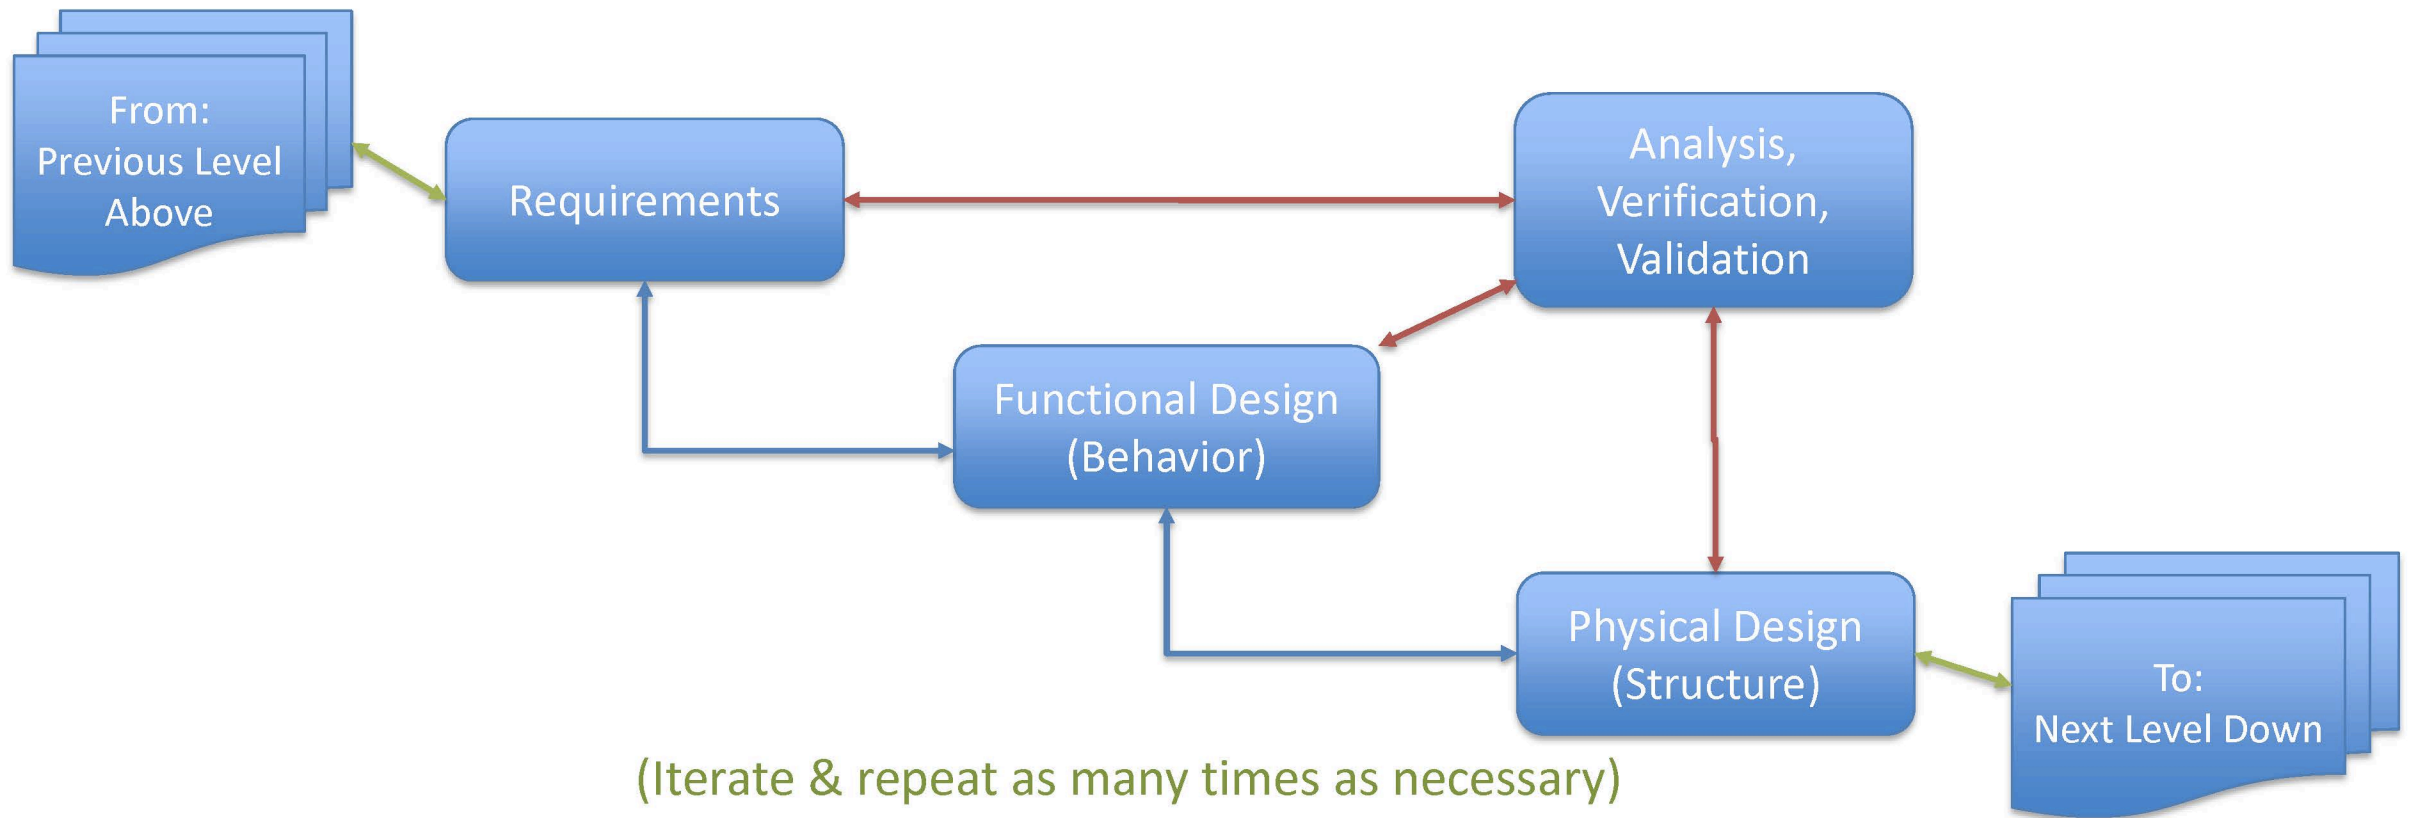 From:
Previous Level
Above
Requirements
Analysis,
Verification,
Validation
Functional Design
(Behavior)
Physical Design
(Structure)
To:
Next Level Down
(Iterate & repeat as many times as necessary)